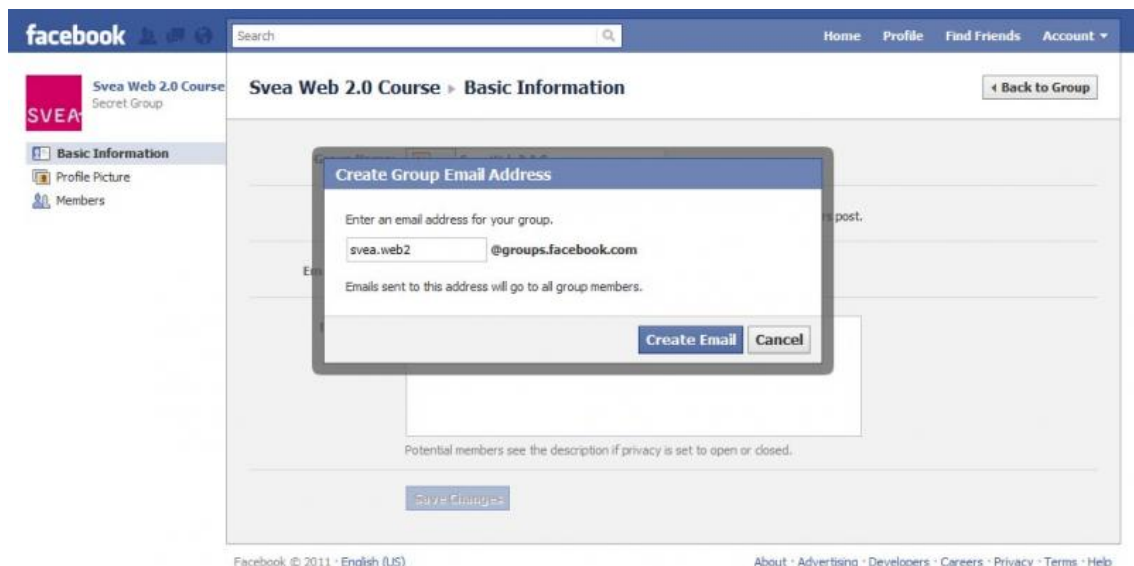 facebook
Search
Home Profile Find Friends Account
SVEA
Svea Web 2.0 Course
Secret Group
Svea Web 2.0 Course Basic Information
Back to Group
Basic Information
Profile Picture
Members
Create Group Email Address
post.
Enter an email address for your group.
svea.web2 @groups.facebook.com
Em
Emails sent to this address will go to all group members.
Create Email Cancel
Potential members see the description if privacy is set to open or closed.
Save Changes
Facebook © 2011 · English (US)
About · Advertising · Developers · Careers · Privacy · Terms · Help